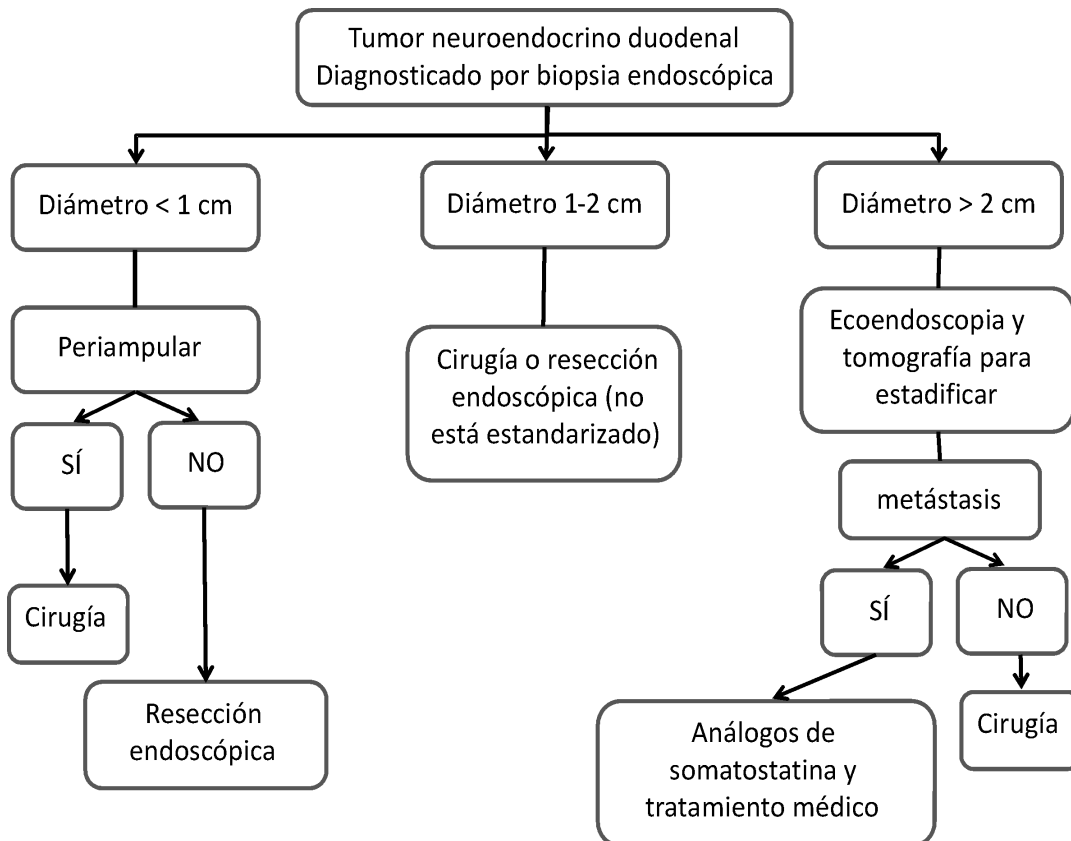 Tumor neuroendocrino duodenal
Diagnosticado por biopsia endoscópica
Diámetro < 1 cm
Diámetro 1-2 cm
Diámetro > 2 cm
Periampular
Cirugía o resección
endoscópica (no
está estandarizado)
Ecoendoscopia y
tomografía para
estadificar
SÍ
NO
metástasis
Cirugía
SÍ
NO
Resección
endoscópica
Análogos de
somatostatina y
tratamiento médico
Cirugía